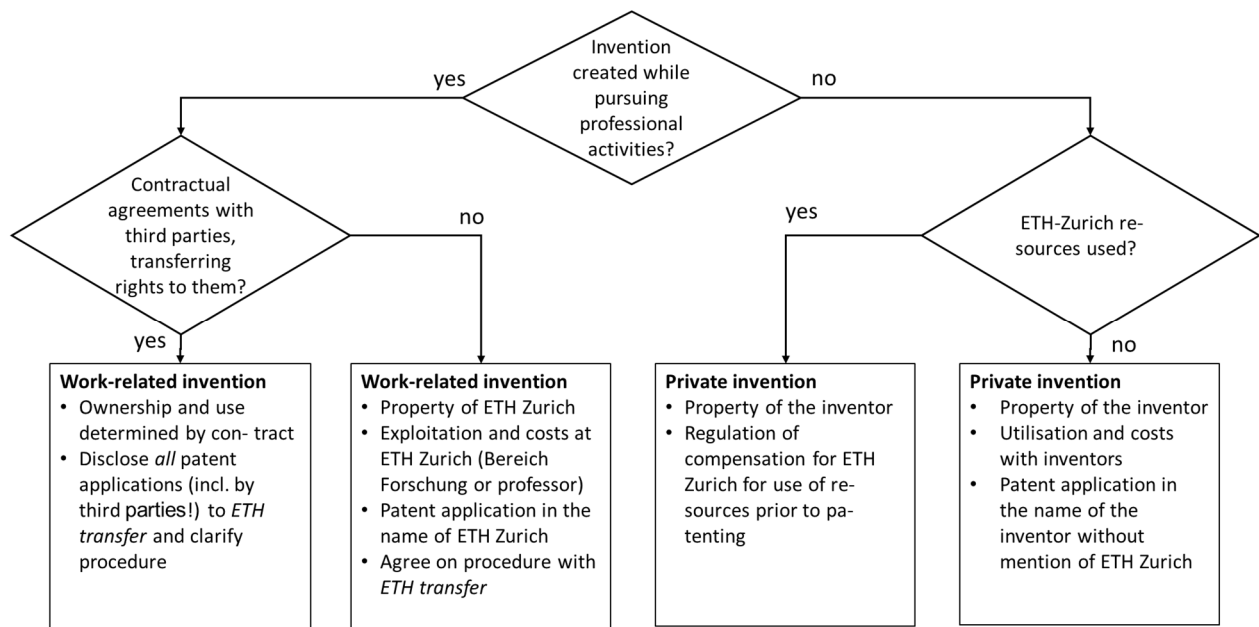 Invention
created while
pursuing
professional
activities?
yes
no
Contractual
agreements with
third parties,
transferring
rights to them?
no
yes
yes
ETH-Zurich re-
sources used?
no
Work-related invention
• Ownership and use
determined by con- tract
• Disclose all patent
applications (incl. by
third parties!) to ETH
transfer and clarify
procedure
Work-related invention
• Property of ETH Zurich
• Exploitation and costs at
ETH Zurich (Bereich
Forschung or professor)
• Patent application in the
name of ETH Zurich
• Agree on procedure with
ETH transfer
Private invention
• Property of the inventor
• Regulation of
compensation for ETH
Zurich for use of re-
sources prior to pa-
tenting
Private invention
• Property of the inventor
• Utilisation and costs
with inventors
• Patent application in
the name of the
inventor without
mention of ETH Zurich